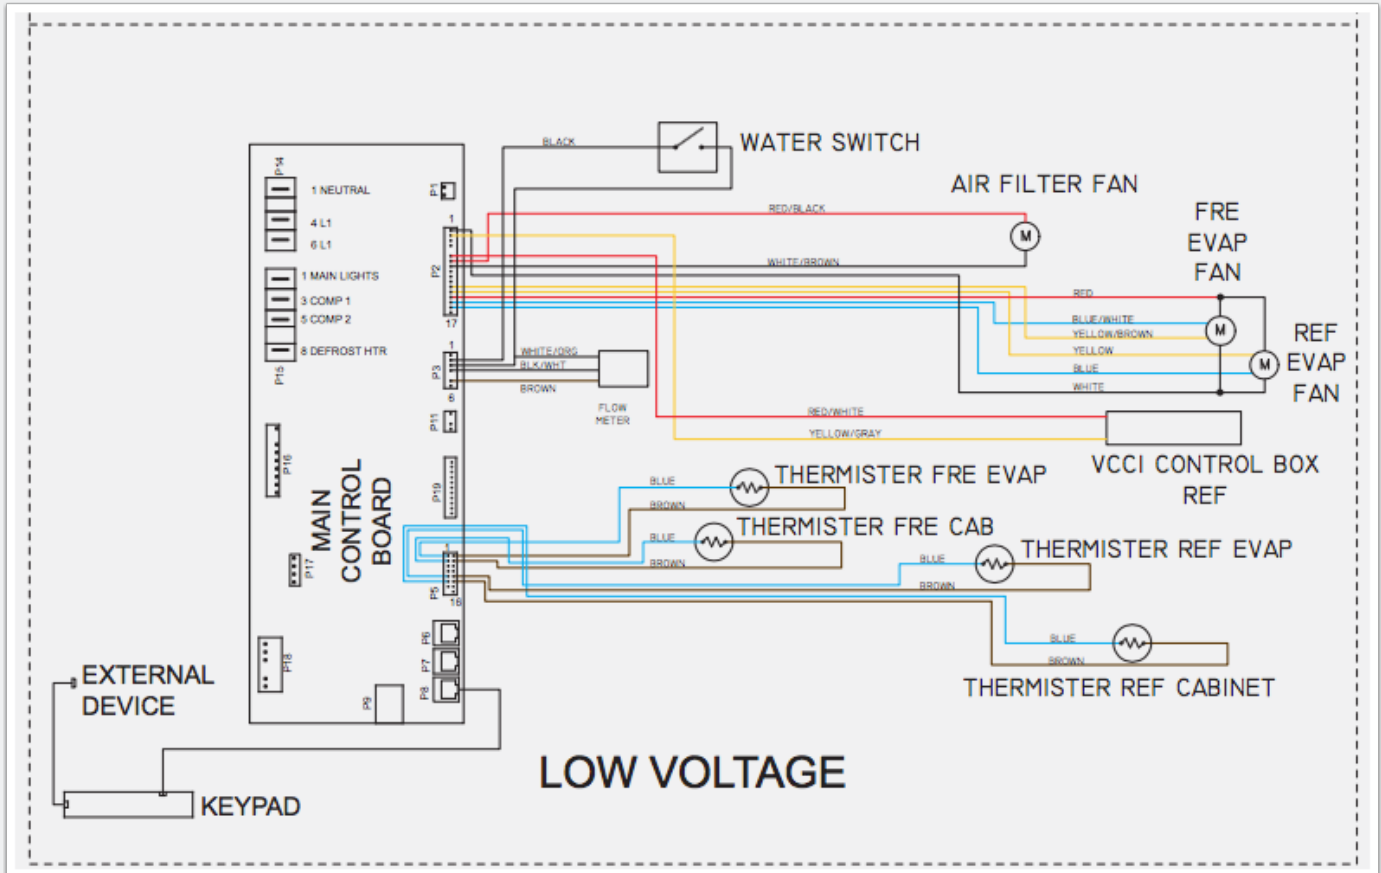 BLACK
WATER SWITCH
AIR FILTER FAN
FRE
EVAP
FAN
REF
EVAP
FAN
RED/BLACK
WHITE/BROWN
RED
BLUE/WHITE
YELLOW/BROWN
YELLOW
BLUE
WHITE
M
M
M
P14
1 NEUTRAL
4 L1
6 L1
1 MAIN LIGHTS
3 COMP 1
5 COMP 2
8 DEFROST HTR
P15
P1
1
P2
17
1
P3
6
WHITE/ORG
BLK/WHT
BROWN
FLOW
METER
RED/WHITE
YELLOW/GRAY
VCCI CONTROL BOX
REF
P11
P16
P19
MAIN
CONTROL
BOARD
P17
BLUE
BROWN
THERMISTER FRE EVAP
BLUE
BROWN
THERMISTER FRE CAB
BLUE
BROWN
THERMISTER REF EVAP
BLUE
BROWN
THERMISTER REF CABINET
1
P5
16
P6
P7
P8
P18
P9
EXTERNAL
DEVICE
KEYPAD
LOW VOLTAGE